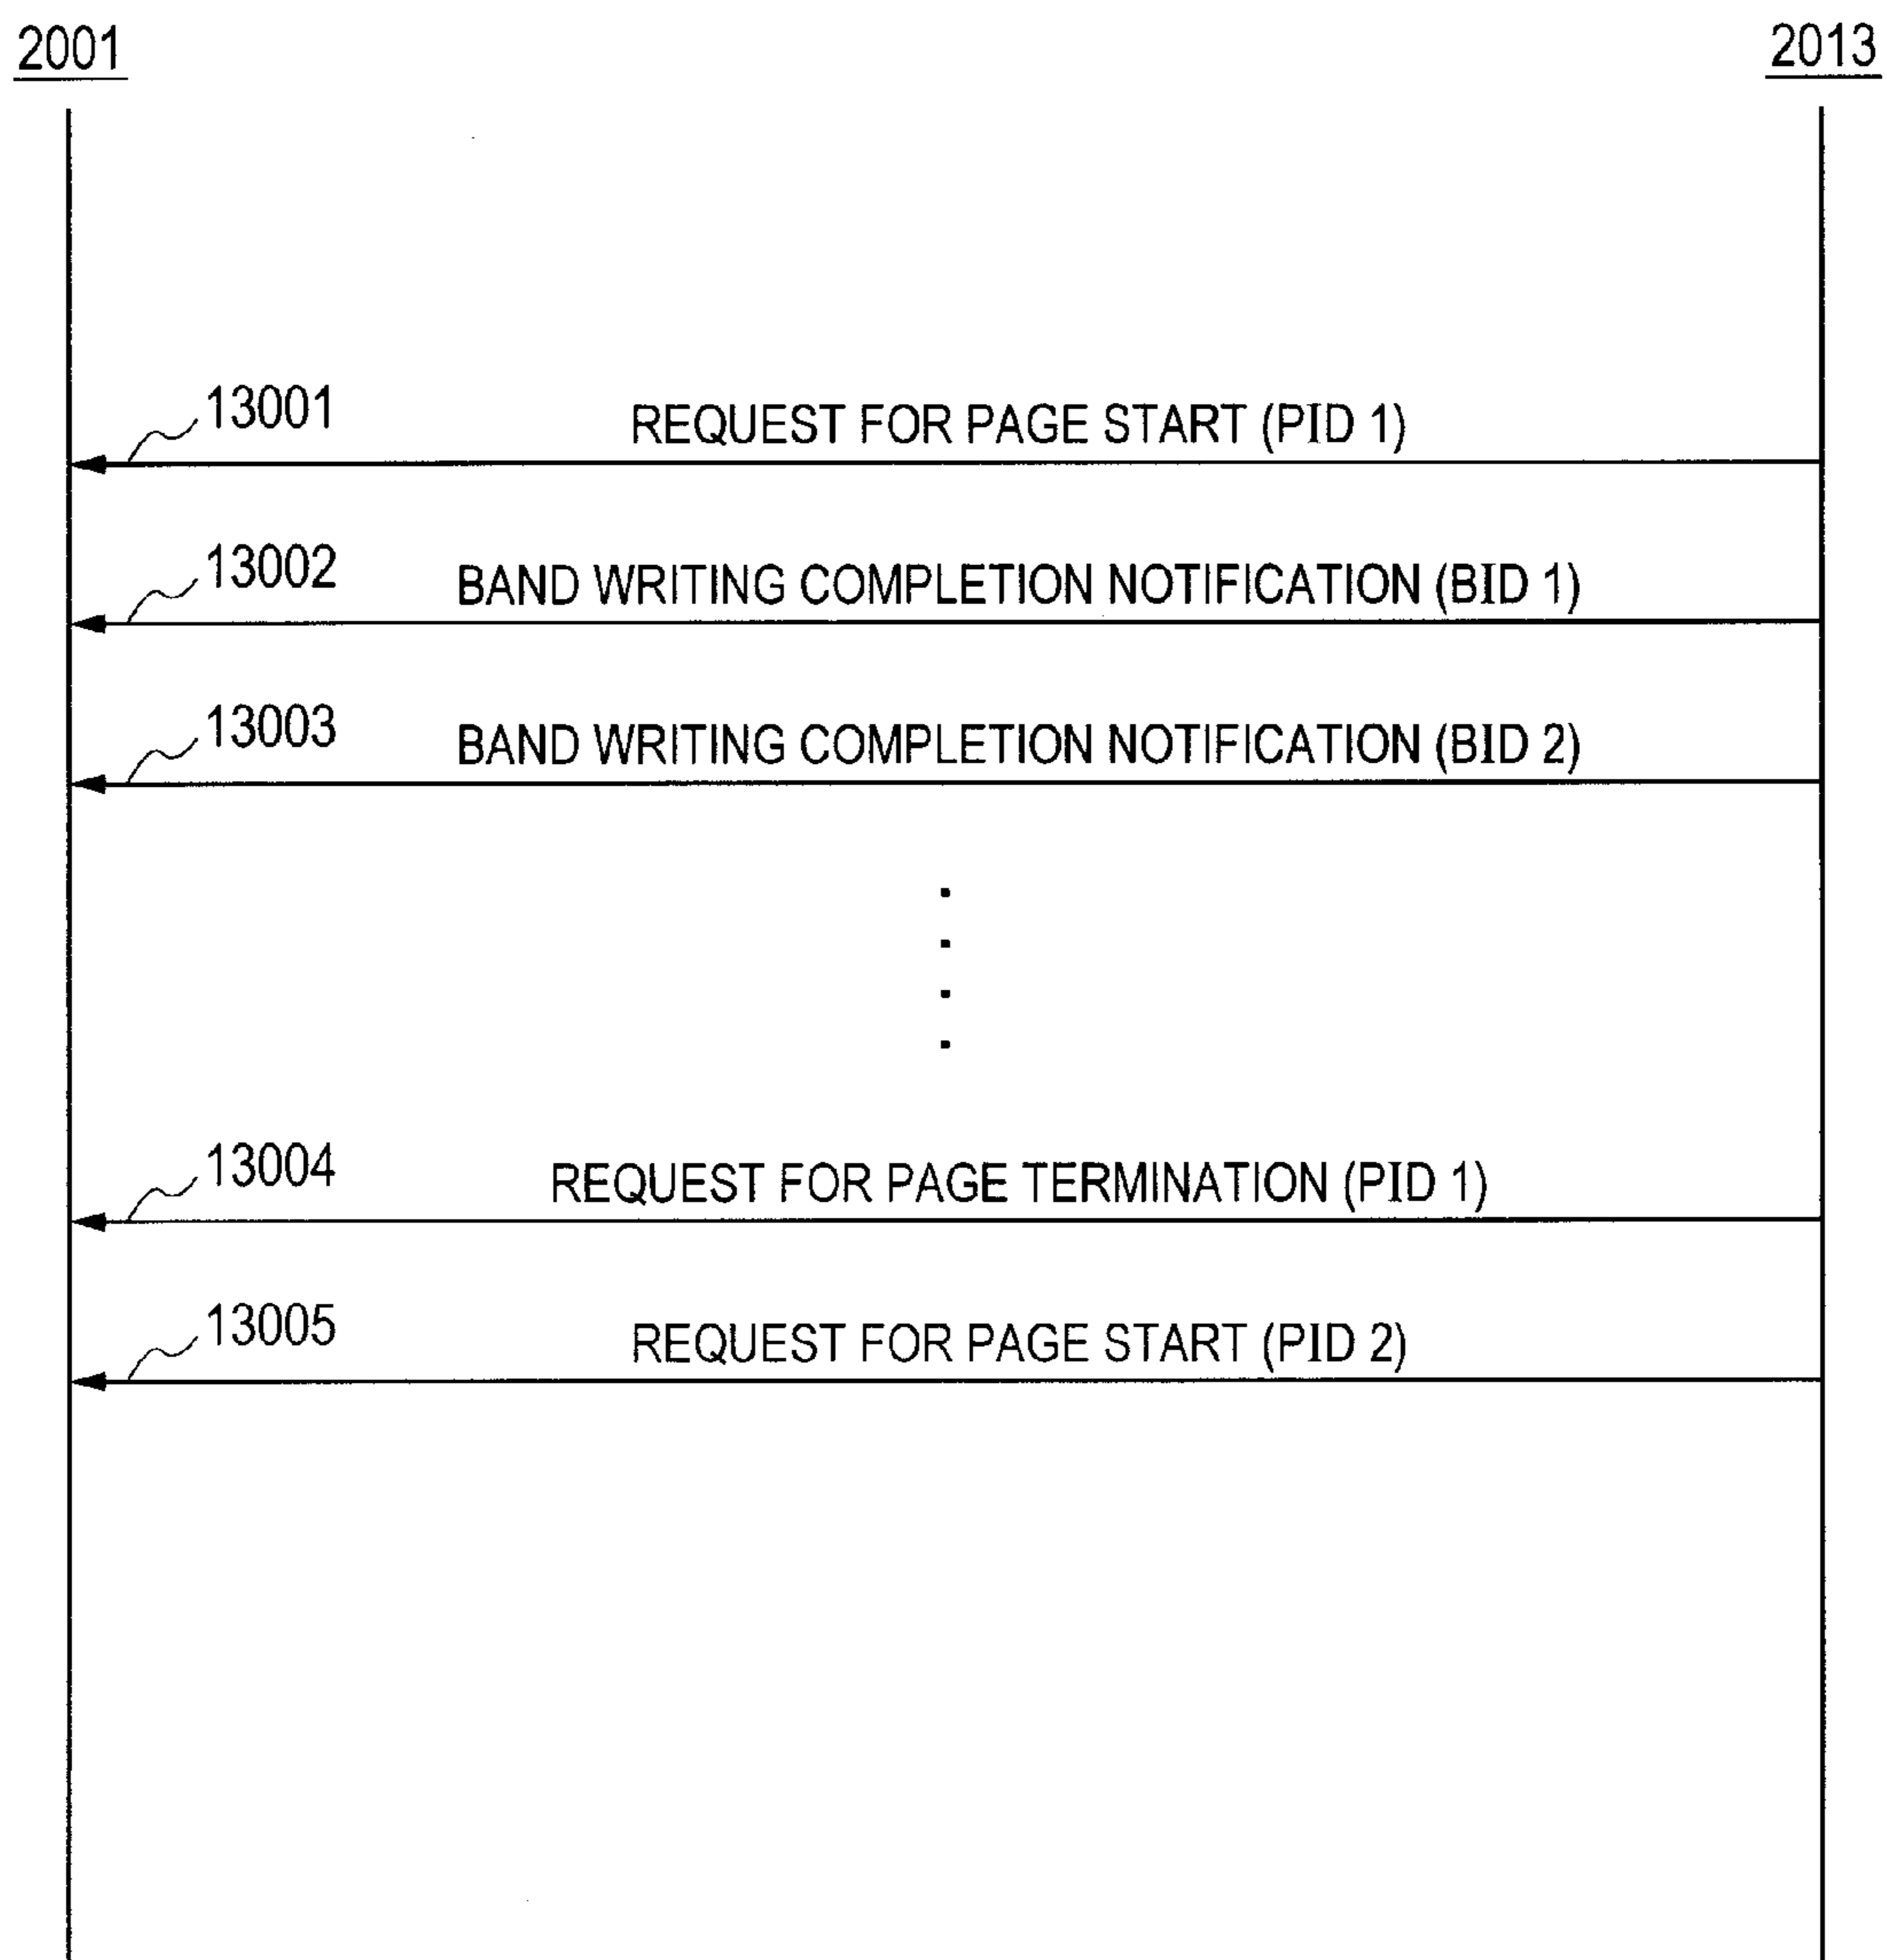 2001 2013
13001 REQUEST FOR PAGE START (PID 1)
13002 BAND WRITING COMPLETION NOTIFICATION (BID 1)
13003 BAND WRITING COMPLETION NOTIFICATION (BID 2)
13004 REQUEST FOR PAGE TERMINATION (PID 1)
13005 REQUEST FOR PAGE START (PID 2)